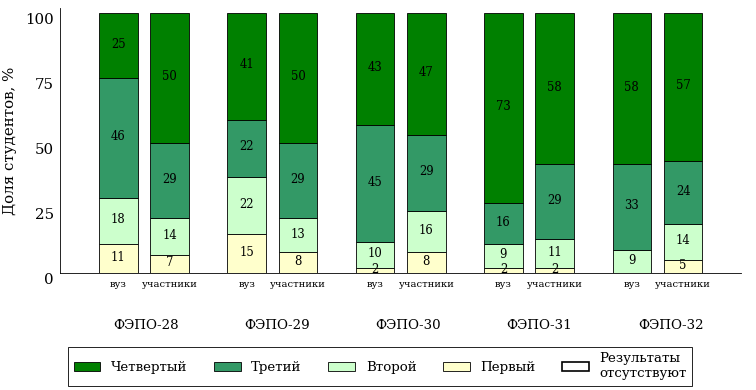 Доля студентов, %
100
75
50
25
0
25 50 41 50 43 47 73 58 58 57
46 29 22 29 45 29 16 29 33 24
18 14 22 13 10 16 9 11 9 14
11 7 15 8 2 8 2 2 5
вуз участники вуз участники вуз участники вуз участники вуз участники
ФЭПО-28 ФЭПО-29 ФЭПО-30 ФЭПО-31 ФЭПО-32
Четвертый Третий Второй Первый Результаты
отсутствуют